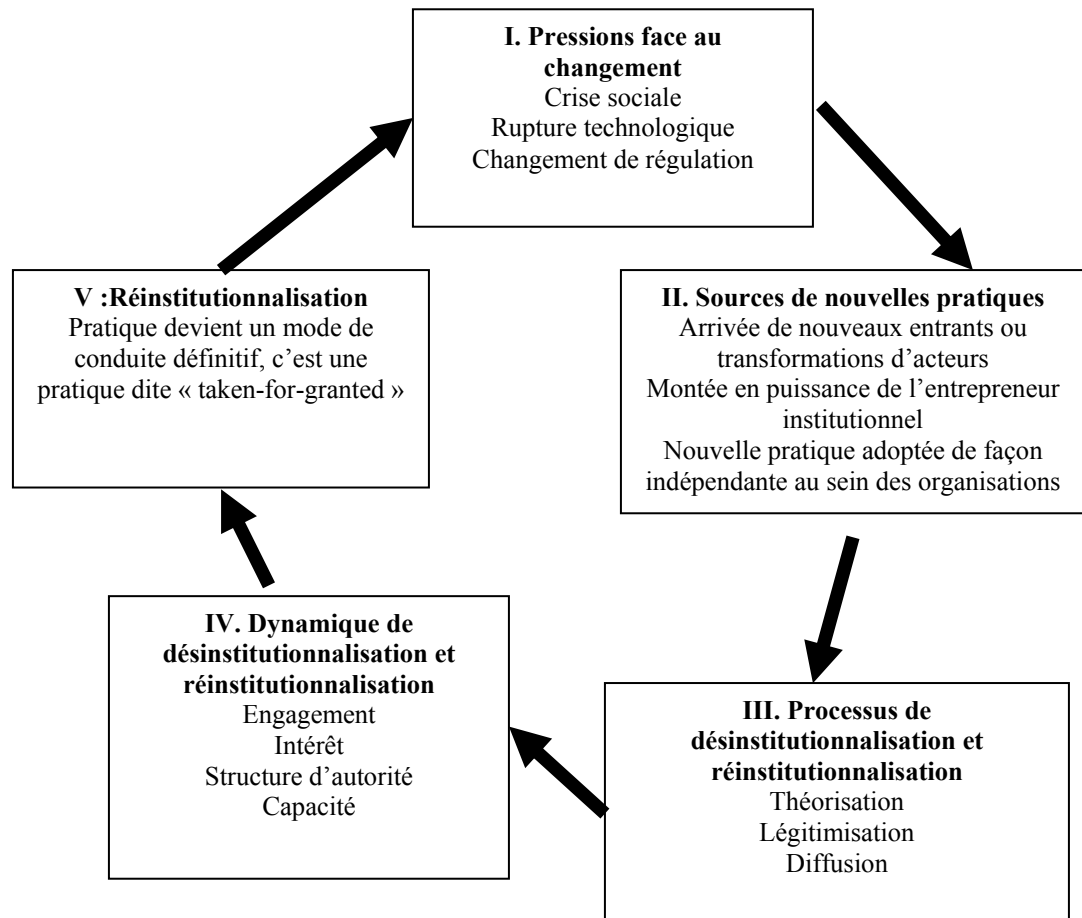 I. Pressions face au
changement
Crise sociale
Rupture technologique
Changement de régulation
II. Sources de nouvelles pratiques
Arrivée de nouveaux entrants ou
transformations d’acteurs
Montée en puissance de l’entrepreneur
institutionnel
Nouvelle pratique adoptée de façon
indépendante au sein des organisations
III. Processus de
désinstitutionnalisation et
réinstitutionnalisation
Théorisation
Légitimisation
Diffusion
IV. Dynamique de
désinstitutionnalisation et
réinstitutionnalisation
Engagement
Intérêt
Structure d’autorité
Capacité
V :Réinstitutionnalisation
Pratique devient un mode de
conduite définitif, c’est une
pratique dite « taken-for-granted »